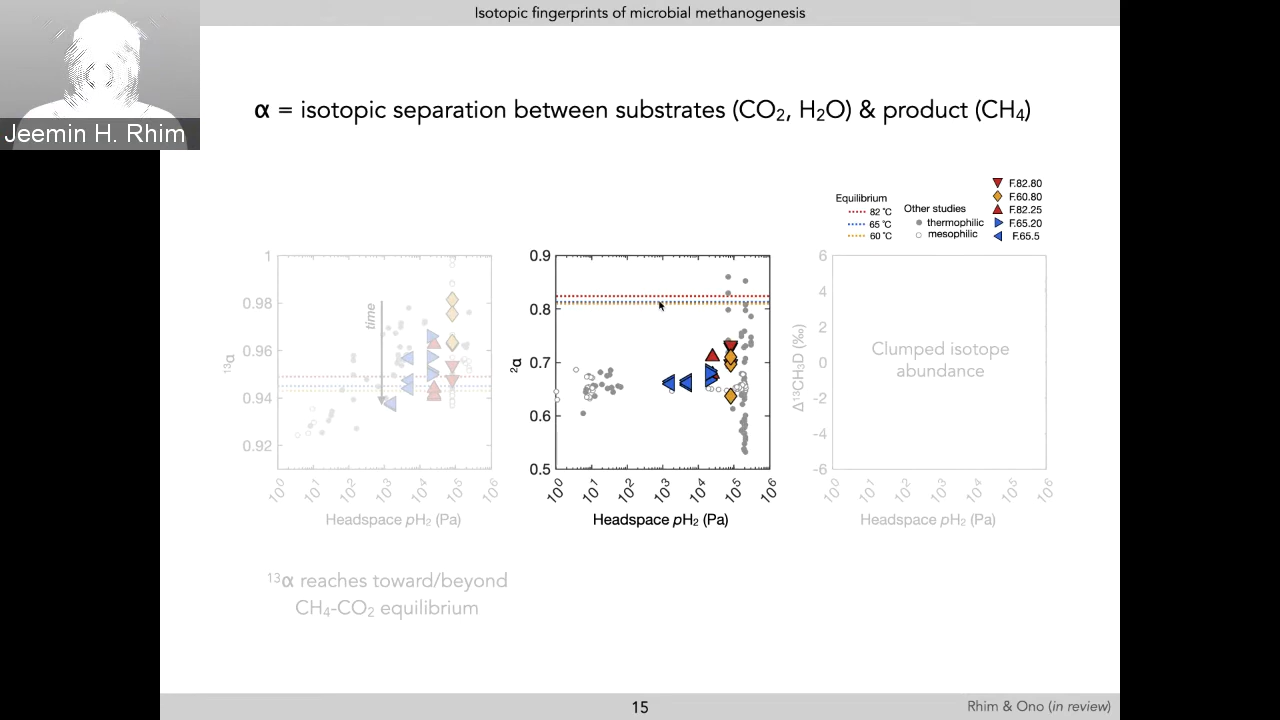 Isotopic fingerprints of microbial methanogenesis
Jeemin H. Rhim
α = isotopic separation between substrates (CO₂, H₂O) & product (CH₄)
Equilibrium
82 °C
65 °C
60 °C
Other studies
thermophilic
mesophilic
F.82.80
F.60.80
F.82.25
F.65.20
F.65.5
1
0.98
0.96
0.94
0.92
¹³α
time
10⁰ 10¹ 10² 10³ 10⁴ 10⁵ 10⁶
Headspace pH₂ (Pa)
0.9
0.8
0.7
0.6
0.5
²α
10⁰ 10¹ 10² 10³ 10⁴ 10⁵ 10⁶
Headspace pH₂ (Pa)
6
4
2
0
-2
-4
-6
Δ¹³CH₃D (‰)
Clumped isotope
abundance
10⁰ 10¹ 10² 10³ 10⁴ 10⁵ 10⁶
Headspace pH₂ (Pa)
¹³α reaches toward/beyond
CH₄-CO₂ equilibrium
15
Rhim & Ono (in review)